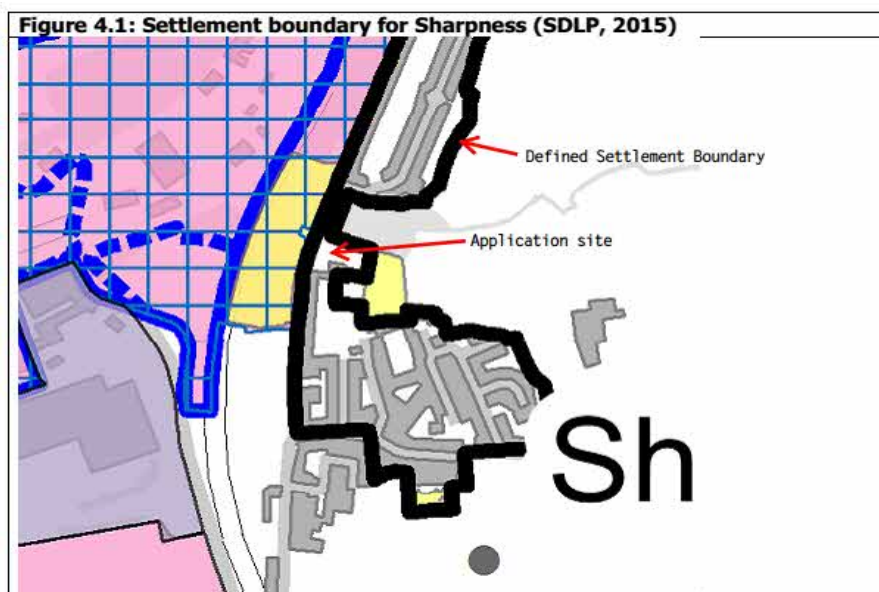 Figure 4.1: Settlement boundary for Sharpness (SDLP, 2015)
Defined Settlement Boundary
Application site
Sh